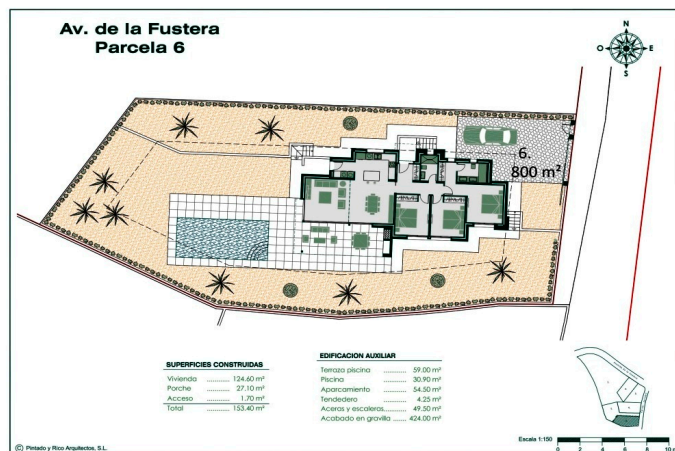 Av. de la Fustera
Parcela 6
N
O
E
S
6.
800 m²
SUPERFICIES CONSTRUIDAS
Vivienda ............ 124.60 m²
Porche ............ 27.10 m²
Acceso ............ 1.70 m²
Total 153.40 m²
EDIFICACION AUXILIAR
Terraza piscina ......... 59.00 m²
Piscina ......... 30.90 m²
Aparcamiento ......... 54.50 m²
Tendedero ......... 4.25 m²
Aceras y escaleras......... 49.50 m²
Acabado en gravilla ...... 424.00 m²
Escala 1:150
0 2 4 6 8 10 m
© Pintado y Rico Arquitectos, S.L.